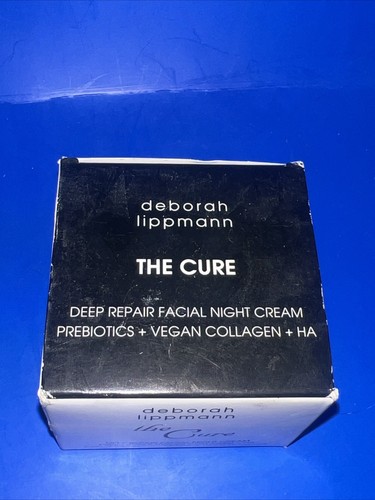 deborah
lippmann
THE CURE
DEEP REPAIR FACIAL NIGHT CREAM
PREBIOTICS + VEGAN COLLAGEN + HA
deborah
lippmann
the Cure